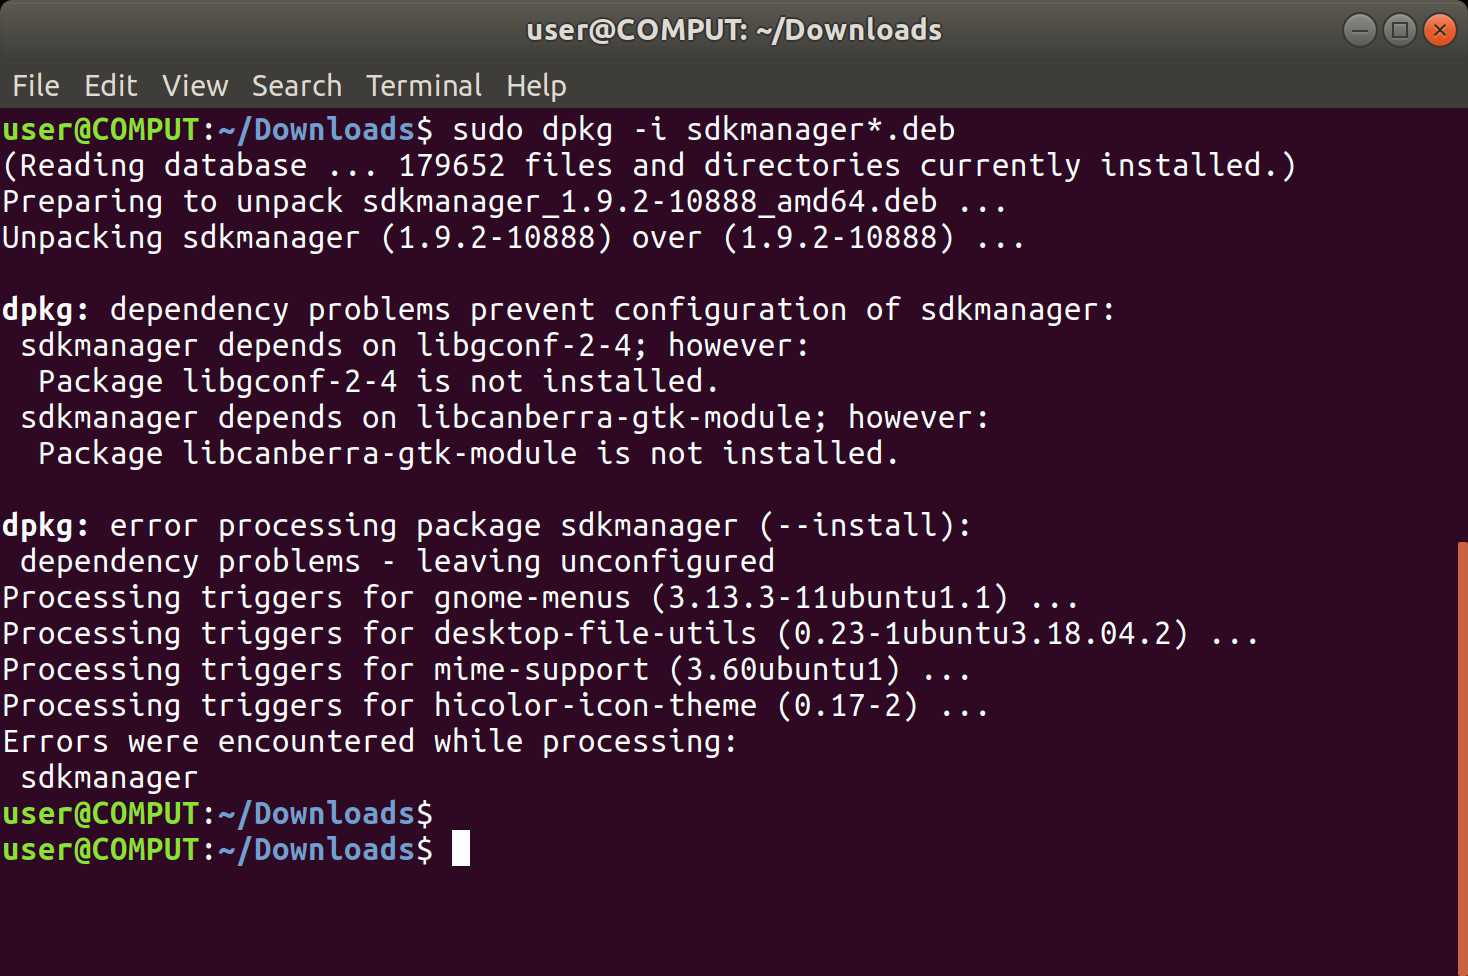 user@COMPUT: ~/Downloads
File Edit View Search Terminal Help
user@COMPUT:~/Downloads$ sudo dpkg -i sdkmanager*.deb
(Reading database ... 179652 files and directories currently installed.)
Preparing to unpack sdkmanager_1.9.2-10888_amd64.deb ...
Unpacking sdkmanager (1.9.2-10888) over (1.9.2-10888) ...
dpkg: dependency problems prevent configuration of sdkmanager:
 sdkmanager depends on libgconf-2-4; however:
  Package libgconf-2-4 is not installed.
 sdkmanager depends on libcanberra-gtk-module; however:
  Package libcanberra-gtk-module is not installed.
dpkg: error processing package sdkmanager (--install):
 dependency problems - leaving unconfigured
Processing triggers for gnome-menus (3.13.3-11ubuntu1.1) ...
Processing triggers for desktop-file-utils (0.23-1ubuntu3.18.04.2) ...
Processing triggers for mime-support (3.60ubuntu1) ...
Processing triggers for hicolor-icon-theme (0.17-2) ...
Errors were encountered while processing:
 sdkmanager
user@COMPUT:~/Downloads$
user@COMPUT:~/Downloads$